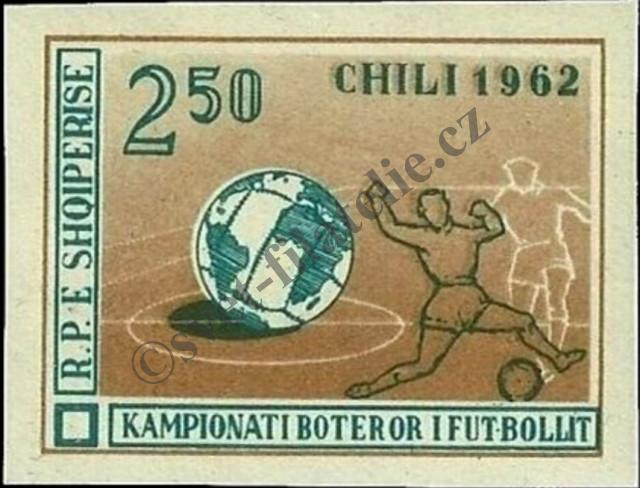 2 50
CHILI 1962
R.P. E SHQIPERISE
KAMPIONATI BOTEROR I FUT-BOLLIT